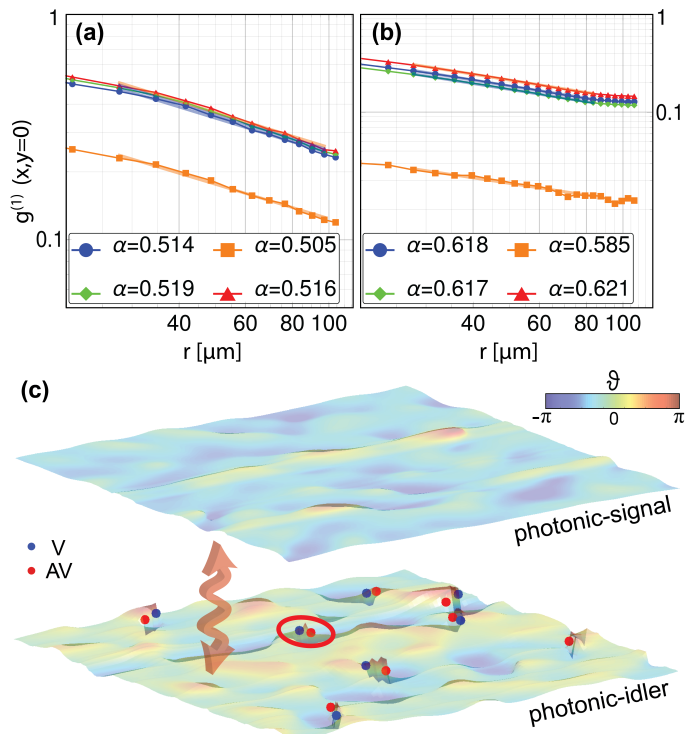 (a)
(b)
1
1
0.1
0.1
g(1) (x,y=0)
α=0.514
α=0.505
α=0.519
α=0.516
α=0.618
α=0.585
α=0.617
α=0.621
40 60 80 100
40 60 80 100
r [μm]
r [μm]
(c)
ϑ
-π 0 π
photonic-signal
V
AV
photonic-idler